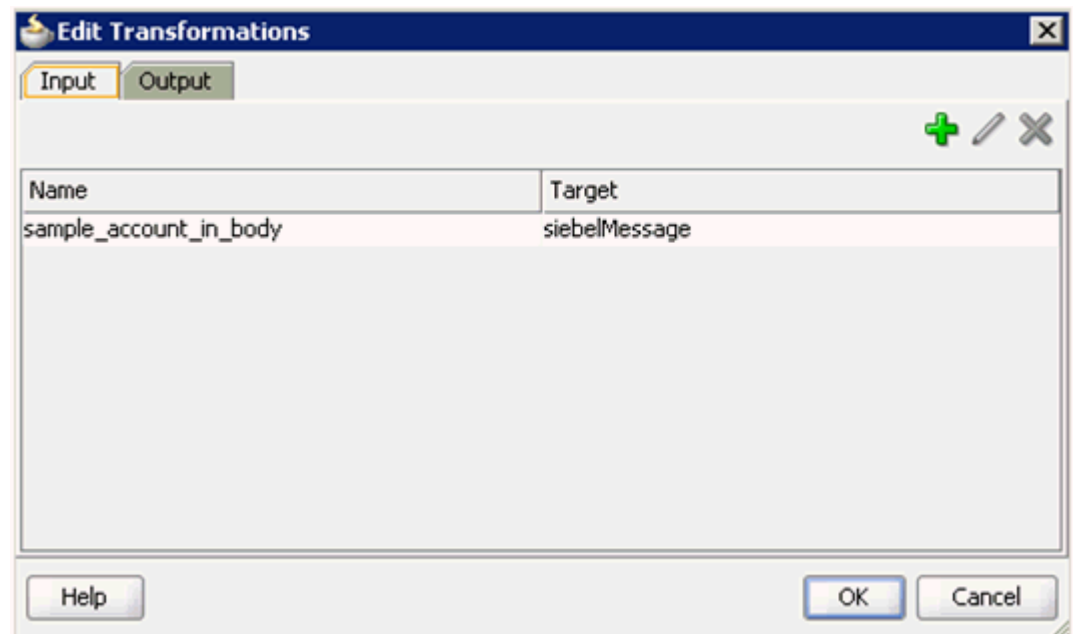 Edit Transformations
Input Output
Name Target
sample_account_in_body siebelMessage
Help OK Cancel